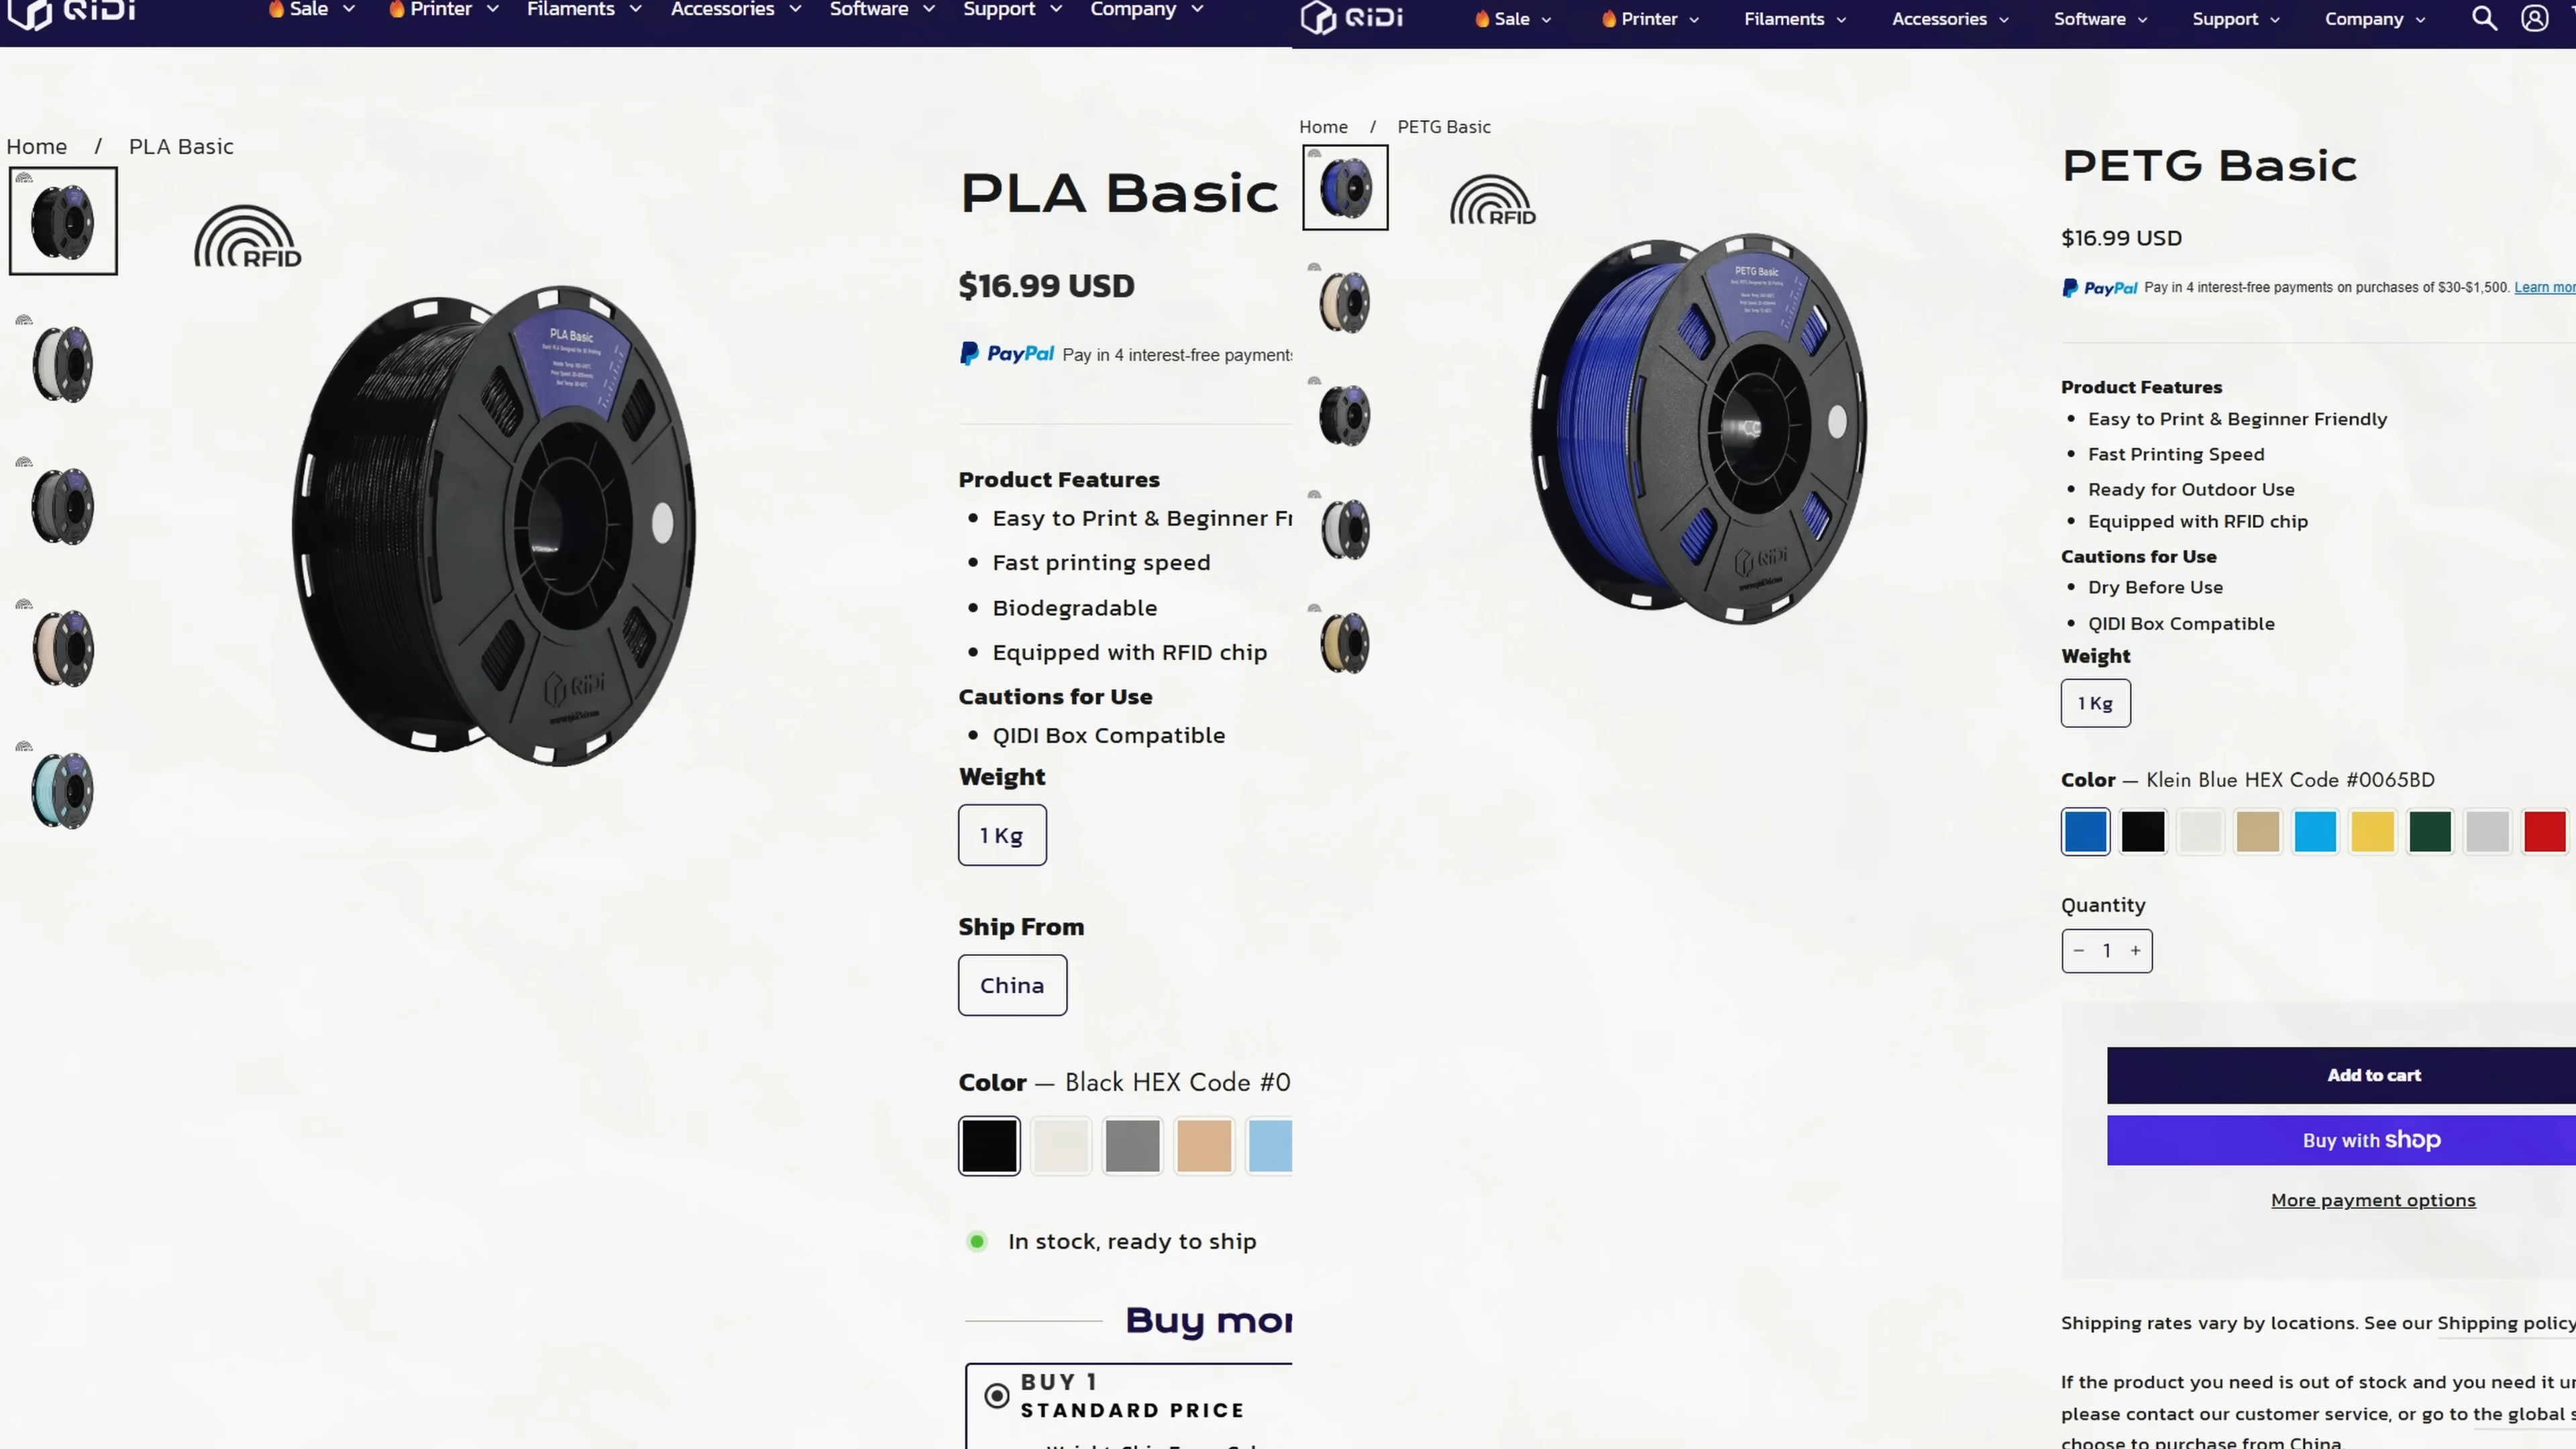 QIDI
Sale
Printer
Filaments
Accessories
Software
Support
Company
Home / PLA Basic
RFID
PLA Basic
QIDI
PLA Basic
$16.99 USD
PayPal Pay in 4 interest-free payments
Product Features
Easy to Print & Beginner Fr
Fast printing speed
Biodegradable
Equipped with RFID chip
Cautions for Use
QIDI Box Compatible
Weight
1 Kg
Ship From
China
Color — Black HEX Code #0
In stock, ready to ship
Buy mor
BUY 1
STANDARD PRICE
QIDI
Sale
Printer
Filaments
Accessories
Software
Support
Company
Home / PETG Basic
RFID
PETG Basic
QIDI
PETG Basic
$16.99 USD
PayPal Pay in 4 interest-free payments on purchases of $30-$1,500. Learn mor
Product Features
Easy to Print & Beginner Friendly
Fast Printing Speed
Ready for Outdoor Use
Equipped with RFID chip
Cautions for Use
Dry Before Use
QIDI Box Compatible
Weight
1 Kg
Color — Klein Blue HEX Code #0065BD
Quantity
− 1 +
Add to cart
Buy with shop
More payment options
Shipping rates vary by locations. See our Shipping policy
If the product you need is out of stock and you need it ur
please contact our customer service, or go to the global s
choose to purchase from China.